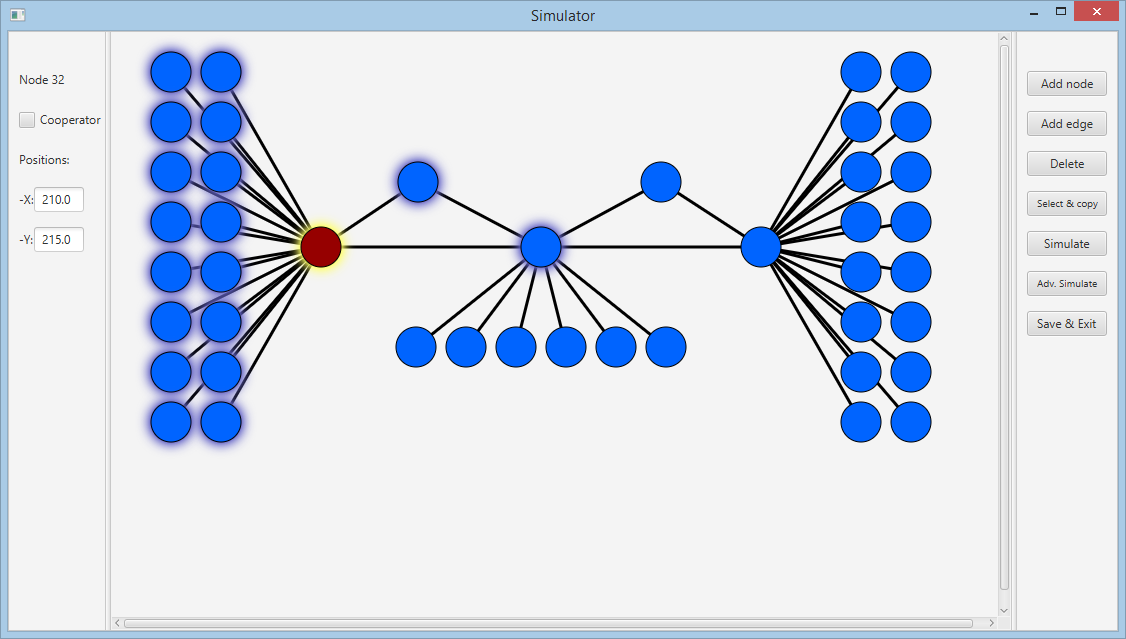 Simulator
Node 32
Cooperator
Positions:
-X: 210.0
-Y: 215.0
Add node
Add edge
Delete
Select & copy
Simulate
Adv. Simulate
Save & Exit